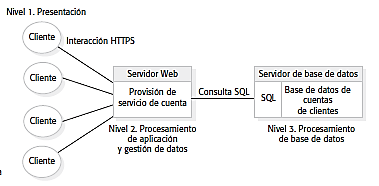 Nivel 1. Presentación
Cliente
Interacción HTTPS
Cliente
Cliente
Cliente
Servidor Web
Provisión de
servicio de cuenta
Consulta SQL
Servidor de base de datos
SQL
Base de datos de
cuentas
de clientes
Nivel 2. Procesamiento
de aplicación
y gestión de datos
Nivel 3. Procesamiento
de base de datos